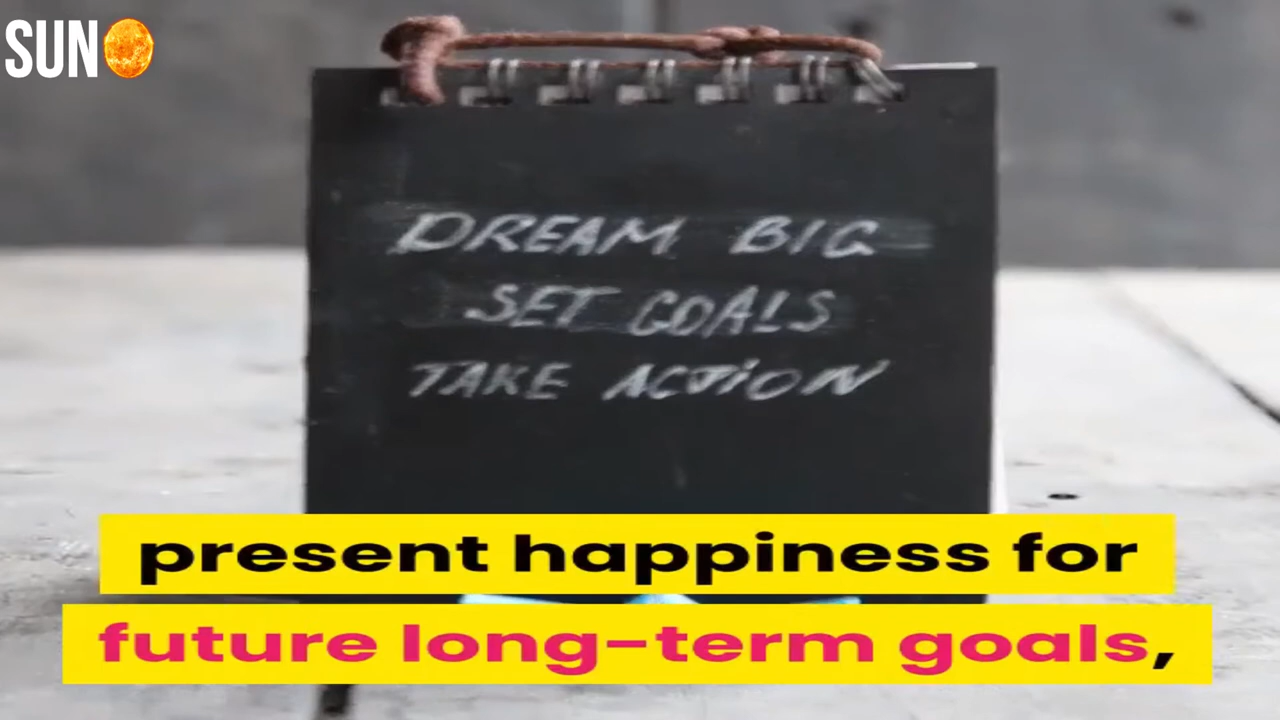 SUN
DREAM BIG
SET GOALS
TAKE ACTION
present happiness for
future long-term goals,